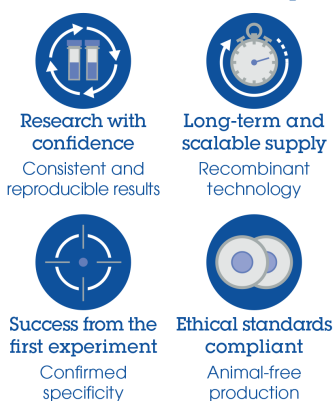 Research with
confidence
Consistent and
reproducible results
Long-term and
scalable supply
Recombinant
technology
Success from the
first experiment
Confirmed
specificity
Ethical standards
compliant
Animal-free
production